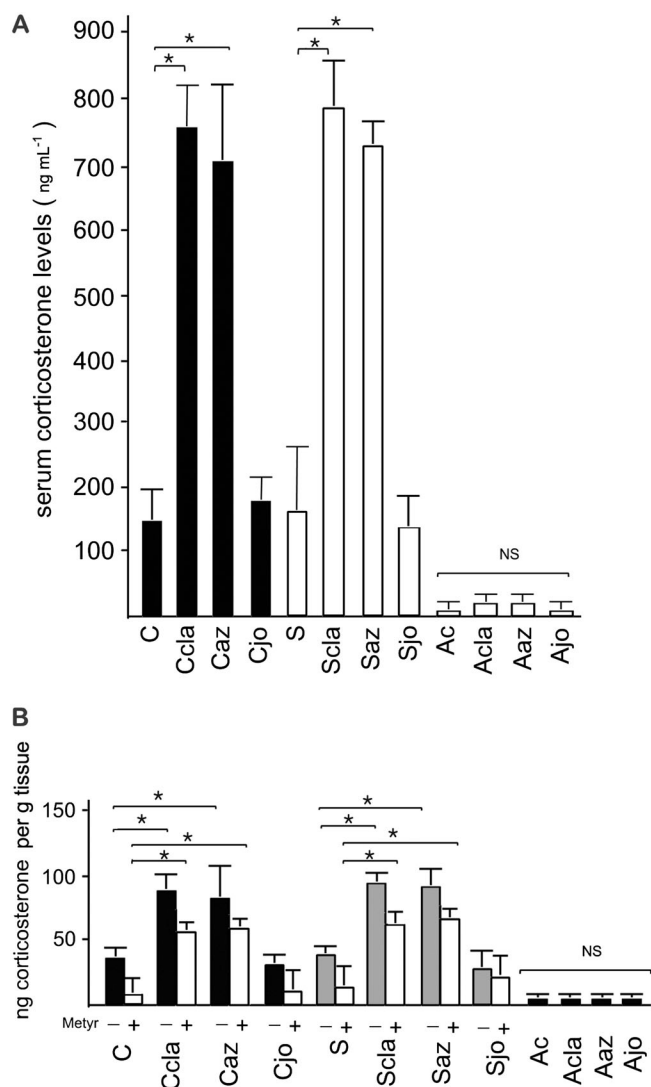 A
serum corticosterone levels ( ng mL⁻¹ )
900
800
700
600
500
400
300
200
100
* * * *
NS
C Ccla Caz Cjo S Scla Saz Sjo Ac Acla Aaz Ajo
B
ng corticosterone per g tissue
150
100
50
* * * * * * * *
NS
Metyr – + – + – + – + – + – + – + – +
C Ccla Caz Cjo S Scla Saz Sjo Ac Acla Aaz Ajo